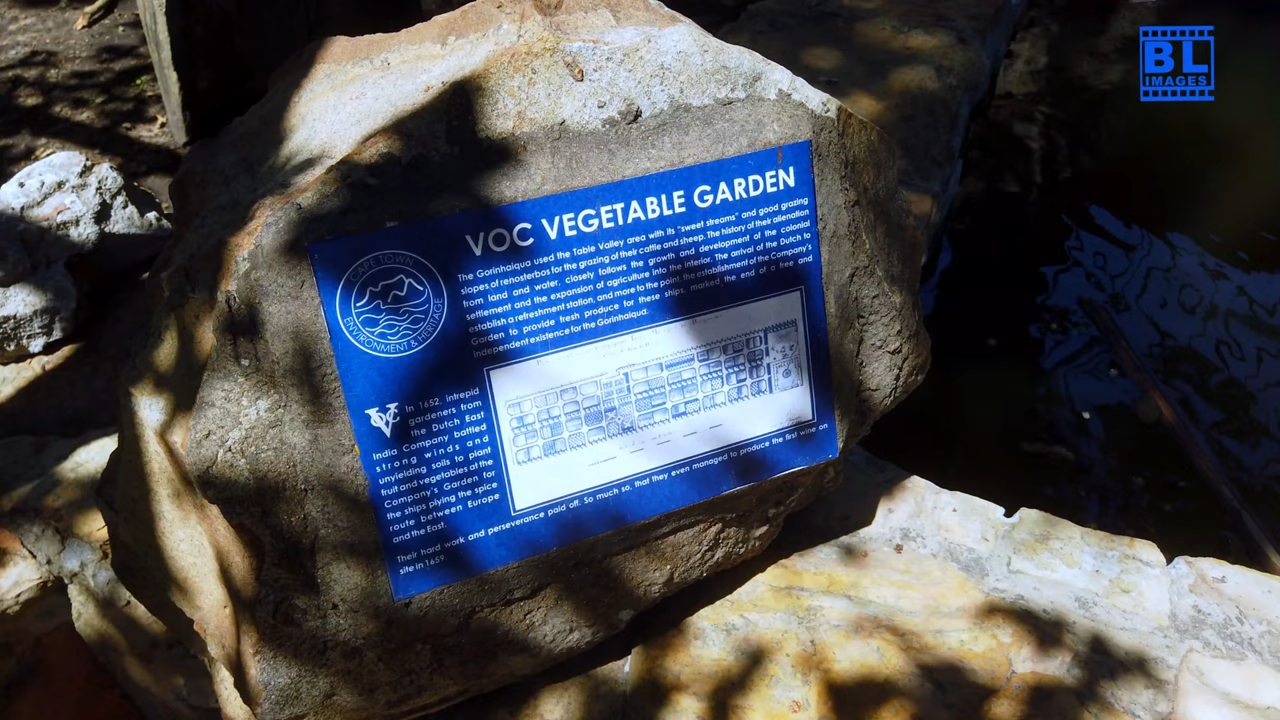 BL
IMAGES
VOC VEGETABLE GARDEN
CAPE TOWN
ENVIRONMENT & HERITAGE
The Gorinhaiqua used the Table Valley area with its "sweet streams" and good grazing
slopes of renosterbos for the grazing of their cattle and sheep. The history of their alienation
from land and water, closely follows the growth and development of the colonial
settlement and the expansion of agriculture into the interior. The arrival of the Dutch to
establish a refreshment station, and more to the point, the establishment of the Company's
Garden to provide fresh produce for these ships, marked the end of a free and
independent existence for the Gorinhaiqua.
VOC
In 1652, intrepid
gardeners from
the Dutch East
India Company battled
strong winds and
unyielding soils to plant
fruit and vegetables at the
Company's Garden for
the ships plying the spice
route between Europe
and the East.
Their hard work and perseverance paid off. So much so, that they even managed to produce the first wine on
site in 1659.